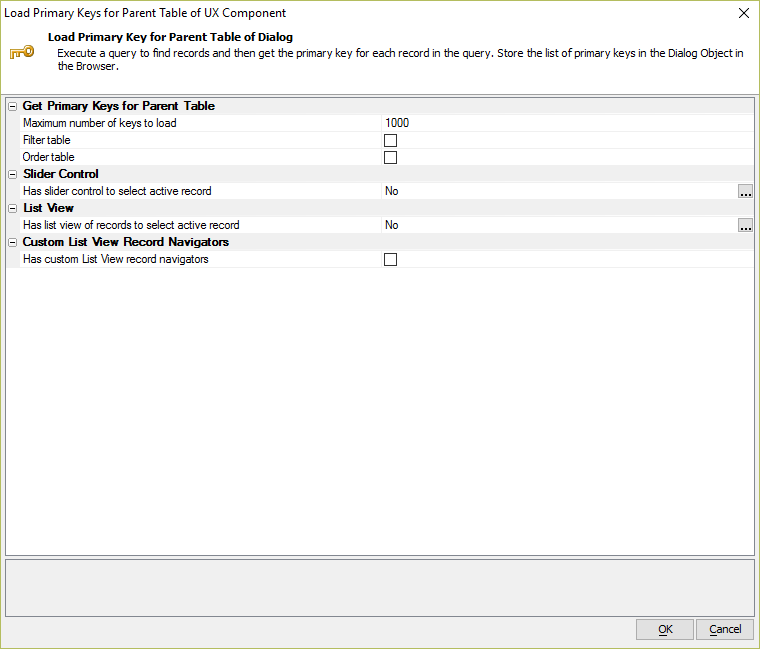 Load Primary Keys for Parent Table of UX Component
Load Primary Key for Parent Table of Dialog
Execute a query to find records and then get the primary key for each record in the query. Store the list of primary keys in the Dialog Object in
the Browser.
Get Primary Keys for Parent Table
Maximum number of keys to load 1000
Filter table
Order table
Slider Control
Has slider control to select active record No ...
List View
Has list view of records to select active record No ...
Custom List View Record Navigators
Has custom List View record navigators
OK Cancel